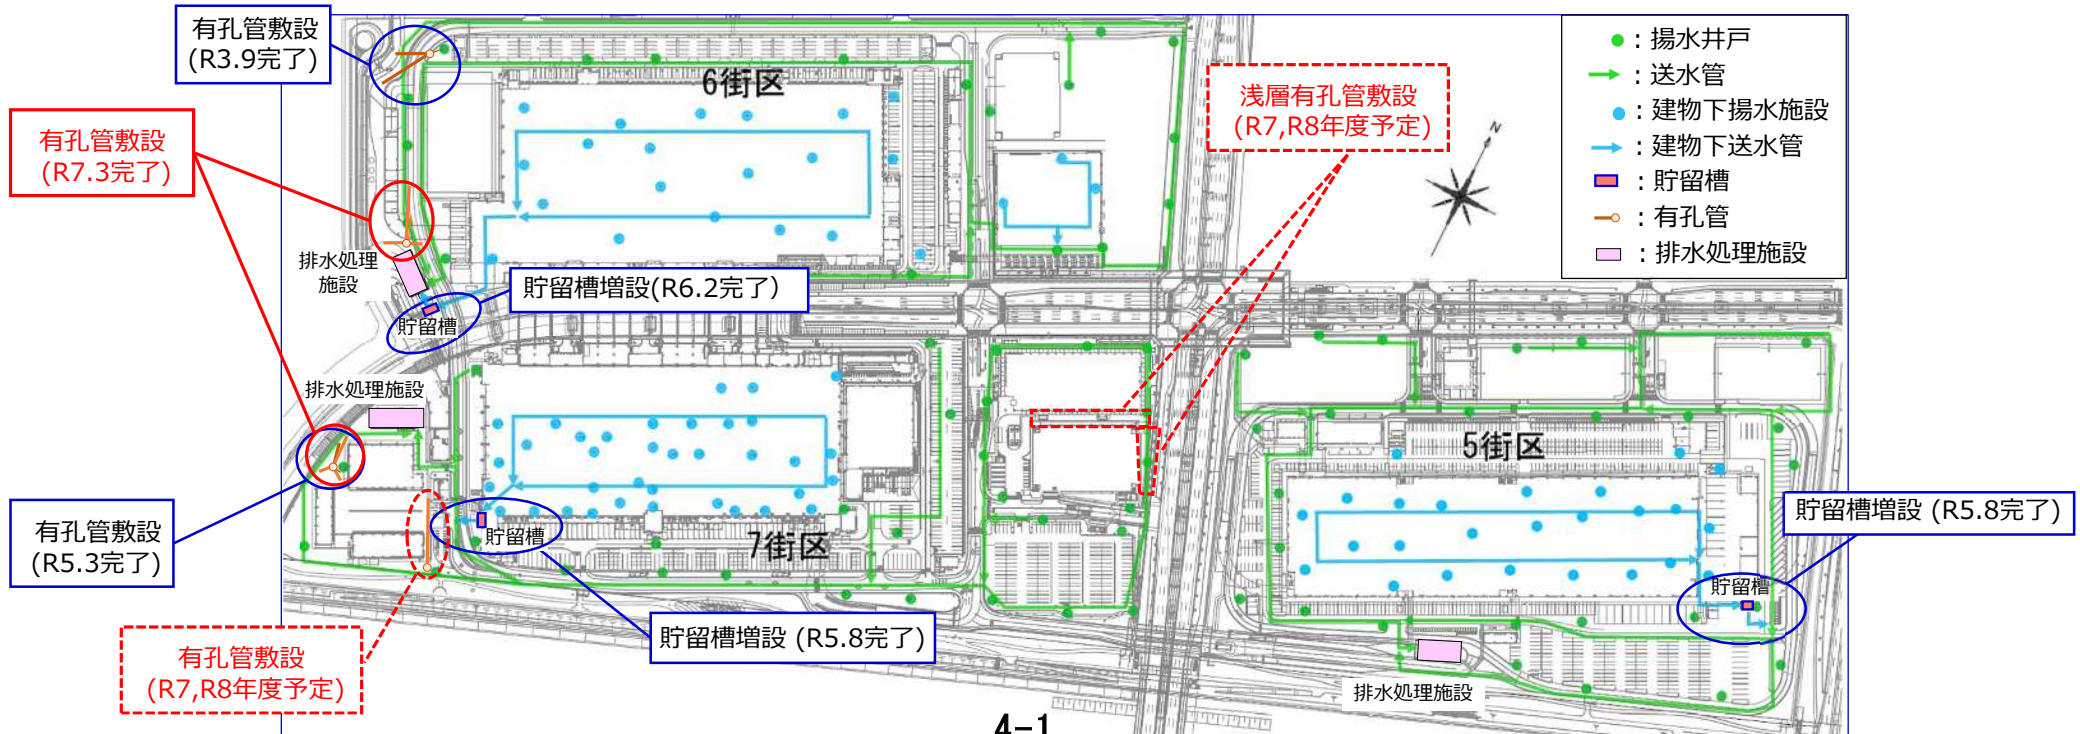 有孔管敷設
(R3.9完了)
有孔管敷設
(R7.3完了)
6街区
浅層有孔管敷設
(R7,R8年度予定)
N
：揚水井戸
：送水管
：建物下揚水施設
：建物下送水管
：貯留槽
：有孔管
：排水処理施設
排水処理
施設
貯留槽増設(R6.2完了)
貯留槽
排水処理施設
5街区
有孔管敷設
(R5.3完了)
貯留槽
7街区
貯留槽増設 (R5.8完了)
貯留槽
貯留槽増設 (R5.8完了)
有孔管敷設
(R7,R8年度予定)
排水処理施設
4-1